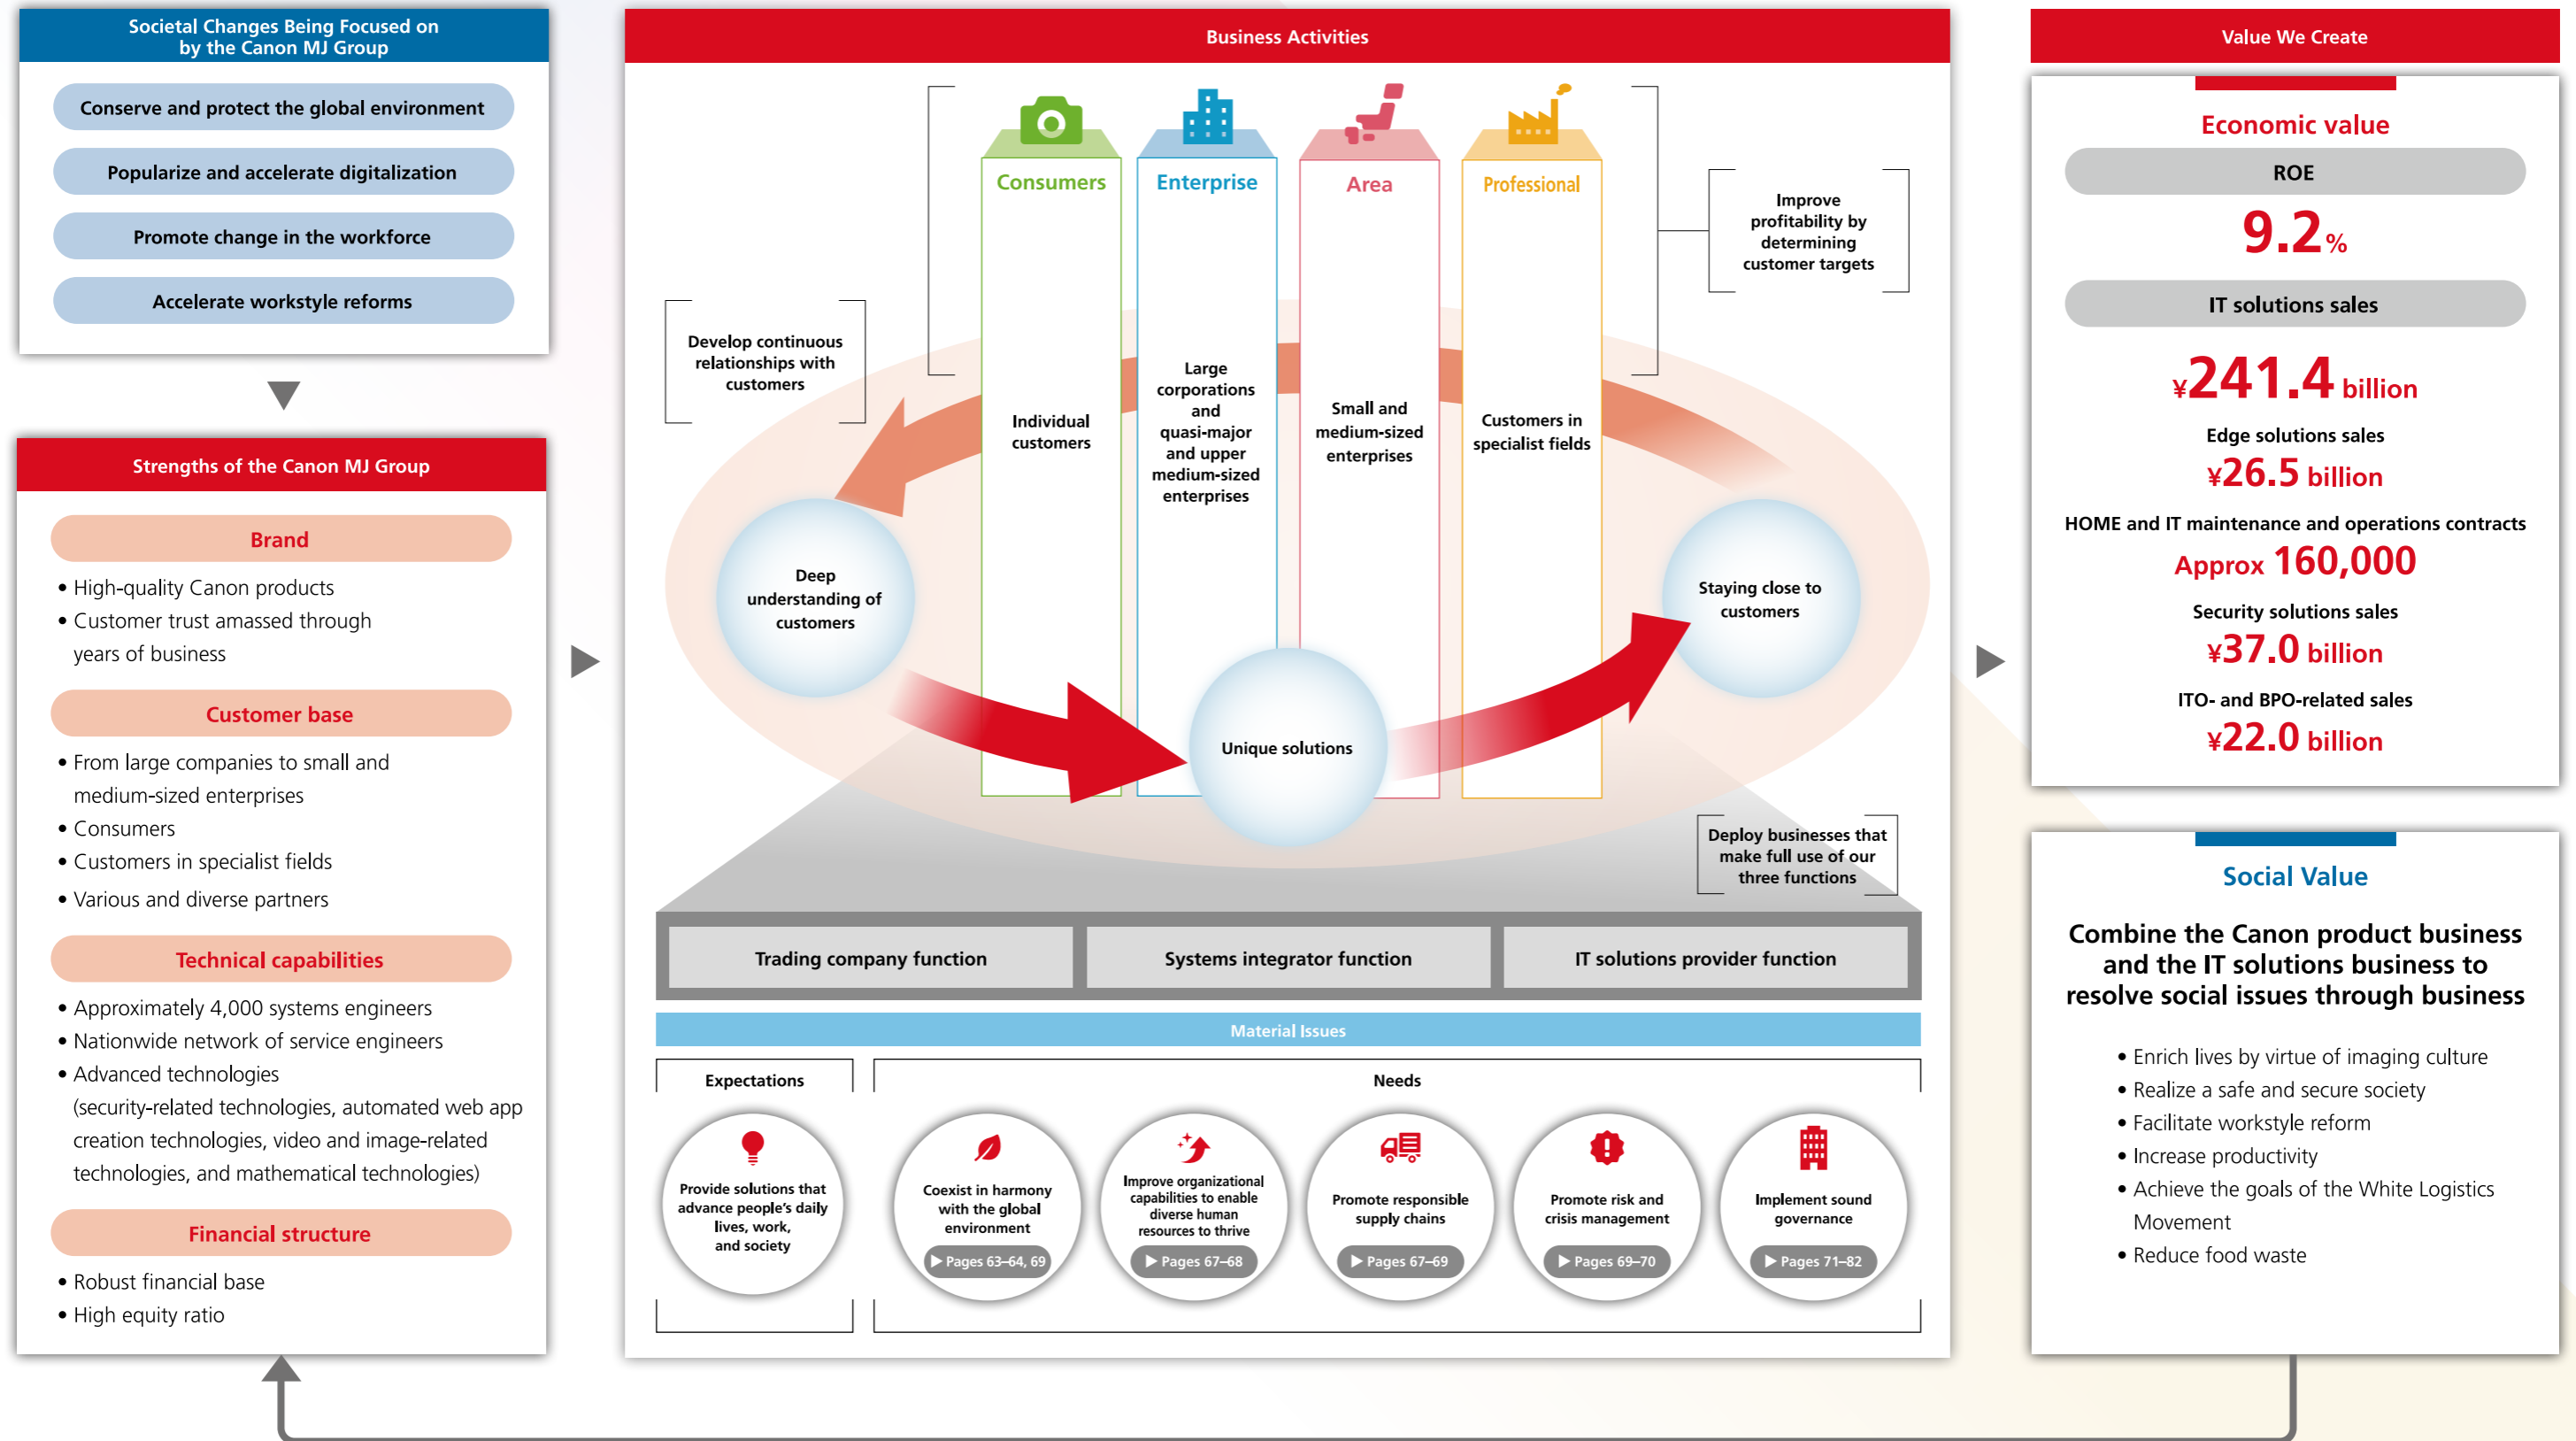 Societal Changes Being Focused on
by the Canon MJ Group
Conserve and protect the global environment
Popularize and accelerate digitalization
Promote change in the workforce
Accelerate workstyle reforms
Strengths of the Canon MJ Group
Brand
• High-quality Canon products
• Customer trust amassed through
years of business
Customer base
• From large companies to small and
medium-sized enterprises
• Consumers
• Customers in specialist fields
• Various and diverse partners
Technical capabilities
• Approximately 4,000 systems engineers
• Nationwide network of service engineers
• Advanced technologies
(security-related technologies, automated web app
creation technologies, video and image-related
technologies, and mathematical technologies)
Financial structure
• Robust financial base
• High equity ratio
Business Activities
Consumers
Individual
customers
Enterprise
Large
corporations
and
quasi-major
and upper
medium-sized
enterprises
Area
Small and
medium-sized
enterprises
Professional
Customers in
specialist fields
Improve
profitability by
determining
customer targets
Develop continuous
relationships with
customers
Deep
understanding of
customers
Unique solutions
Staying close to
customers
Deploy businesses that
make full use of our
three functions
Trading company function
Systems integrator function
IT solutions provider function
Material Issues
Expectations
Provide solutions that
advance people's daily
lives, work,
and society
Needs
Coexist in harmony
with the global
environment
▶ Pages 63–64, 69
Improve organizational
capabilities to enable
diverse human
resources to thrive
▶ Pages 67–68
Promote responsible
supply chains
▶ Pages 67–69
Promote risk and
crisis management
▶ Pages 69–70
Implement sound
governance
▶ Pages 71–82
Value We Create
Economic value
ROE
9.2%
IT solutions sales
¥241.4 billion
Edge solutions sales
¥26.5 billion
HOME and IT maintenance and operations contracts
Approx 160,000
Security solutions sales
¥37.0 billion
ITO- and BPO-related sales
¥22.0 billion
Social Value
Combine the Canon product business
and the IT solutions business to
resolve social issues through business
• Enrich lives by virtue of imaging culture
• Realize a safe and secure society
• Facilitate workstyle reform
• Increase productivity
• Achieve the goals of the White Logistics
Movement
• Reduce food waste